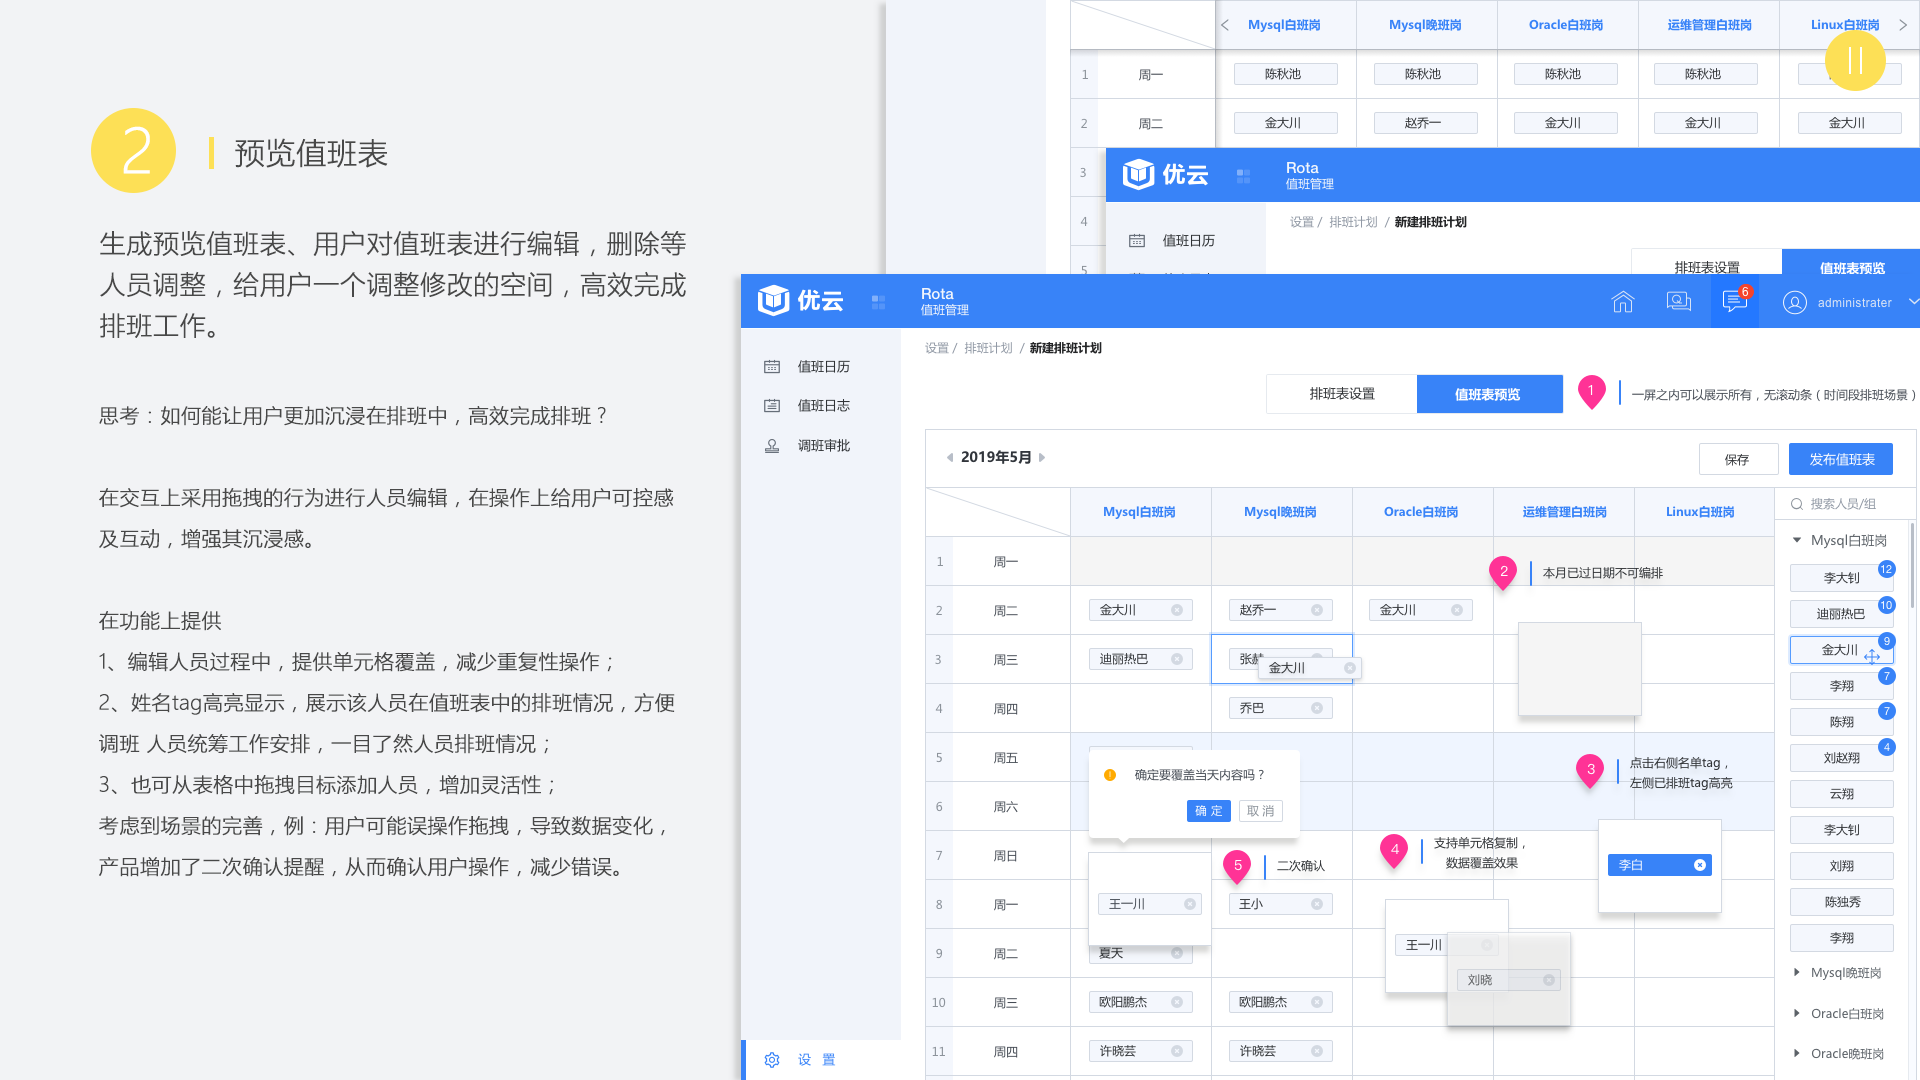 2
预览值班表
生成预览值班表、用户对值班表进行编辑，删除等
人员调整，给用户一个调整修改的空间，高效完成
排班工作。
思考：如何能让用户更加沉浸在排班中，高效完成排班？
在交互上采用拖拽的行为进行人员编辑，在操作上给用户可控感
及互动，增强其沉浸感。
在功能上提供
1、编辑人员过程中，提供单元格覆盖，减少重复性操作；
2、姓名tag高亮显示，展示该人员在值班表中的排班情况，方便
调班 人员统筹工作安排，一目了然人员排班情况；
3、也可从表格中拖拽目标添加人员，增加灵活性；
考虑到场景的完善，例：用户可能误操作拖拽，导致数据变化，
产品增加了二次确认提醒，从而确认用户操作，减少错误。
Mysql白班岗 Mysql晚班岗 Oracle白班岗 运维管理白班岗 Linux白班岗
1 周一 陈秋池 陈秋池 陈秋池 陈秋池
2 周二 金大川 赵乔一 金大川 金大川 金大川
3
4
5
优云 Rota
值班管理
设置 / 排班计划 / 新建排班计划
值班日历
排班表设置 值班表预览
优云 Rota
值班管理
6 administrater
设置 / 排班计划 / 新建排班计划
值班日历
值班日志
调班审批
设 置
排班表设置 值班表预览
1 一屏之内可以展示所有，无滚动条（时间段排班场景）
2019年5月 保存 发布值班表
Mysql白班岗 Mysql晚班岗 Oracle白班岗 运维管理白班岗 Linux白班岗
1 周一
2 本月已过日期不可编排
2 周二 金大川 赵乔一 金大川
3 周三 迪丽热巴 张赫 金大川
4 周四 乔巴
5 周五
确定要覆盖当天内容吗？
确 定 取 消
3 点击右侧名单tag，
左侧已排班tag高亮
6 周六
7 周日
5 二次确认
4 支持单元格复制，
数据覆盖效果
李白
8 周一 王一川 王小
9 周二 夏天
王一川
刘晓
10 周三 欧阳鹏杰 欧阳鹏杰
11 周四 许晓芸 许晓芸
搜索人员/组
Mysql白班岗
李大钊 12
迪丽热巴 10
金大川 9
李翔 7
陈翔 7
刘赵翔 4
云翔
李大钊
刘翔
陈独秀
李翔
Mysql晚班岗
Oracle白班岗
Oracle晚班岗